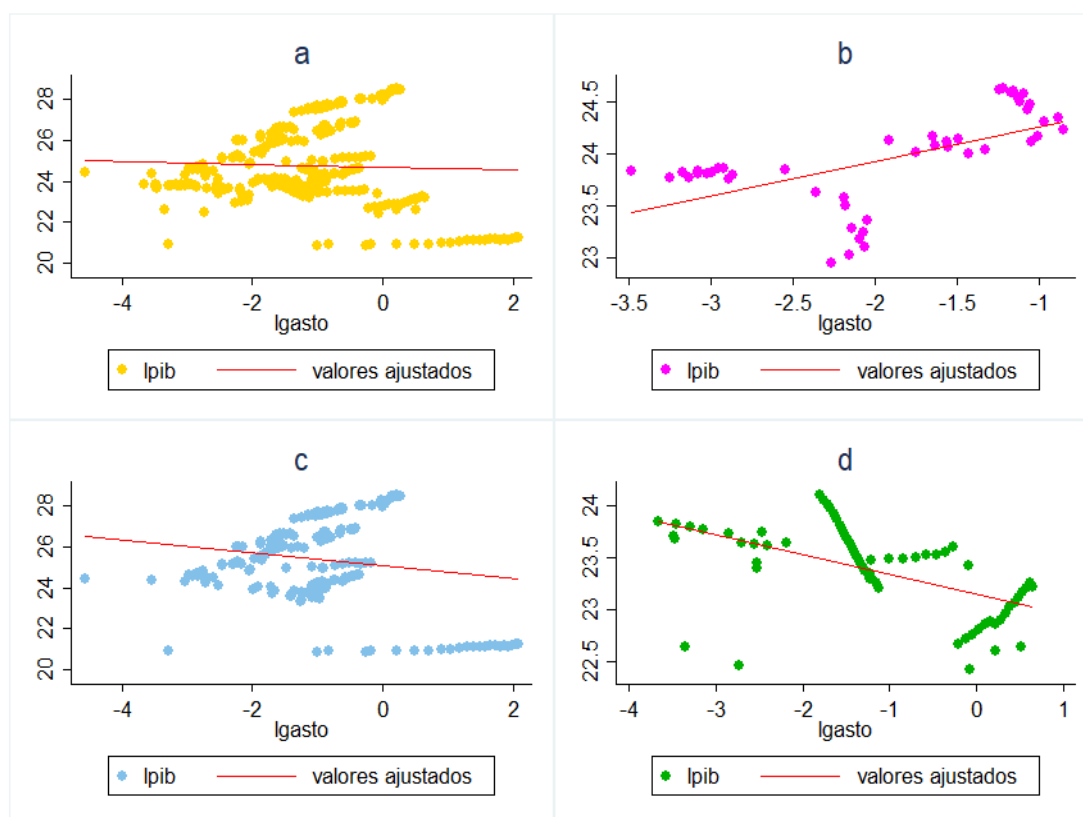 a
28
26
24
22
20
-4 -2 0 2
lgasto
lpib valores ajustados
b
24.5
24
23.5
23
-3.5 -3 -2.5 -2 -1.5 -1
lgasto
lpib valores ajustados
c
28
26
24
22
20
-4 -2 0 2
lgasto
lpib valores ajustados
d
24
23.5
23
22.5
-4 -3 -2 -1 0 1
lgasto
lpib valores ajustados